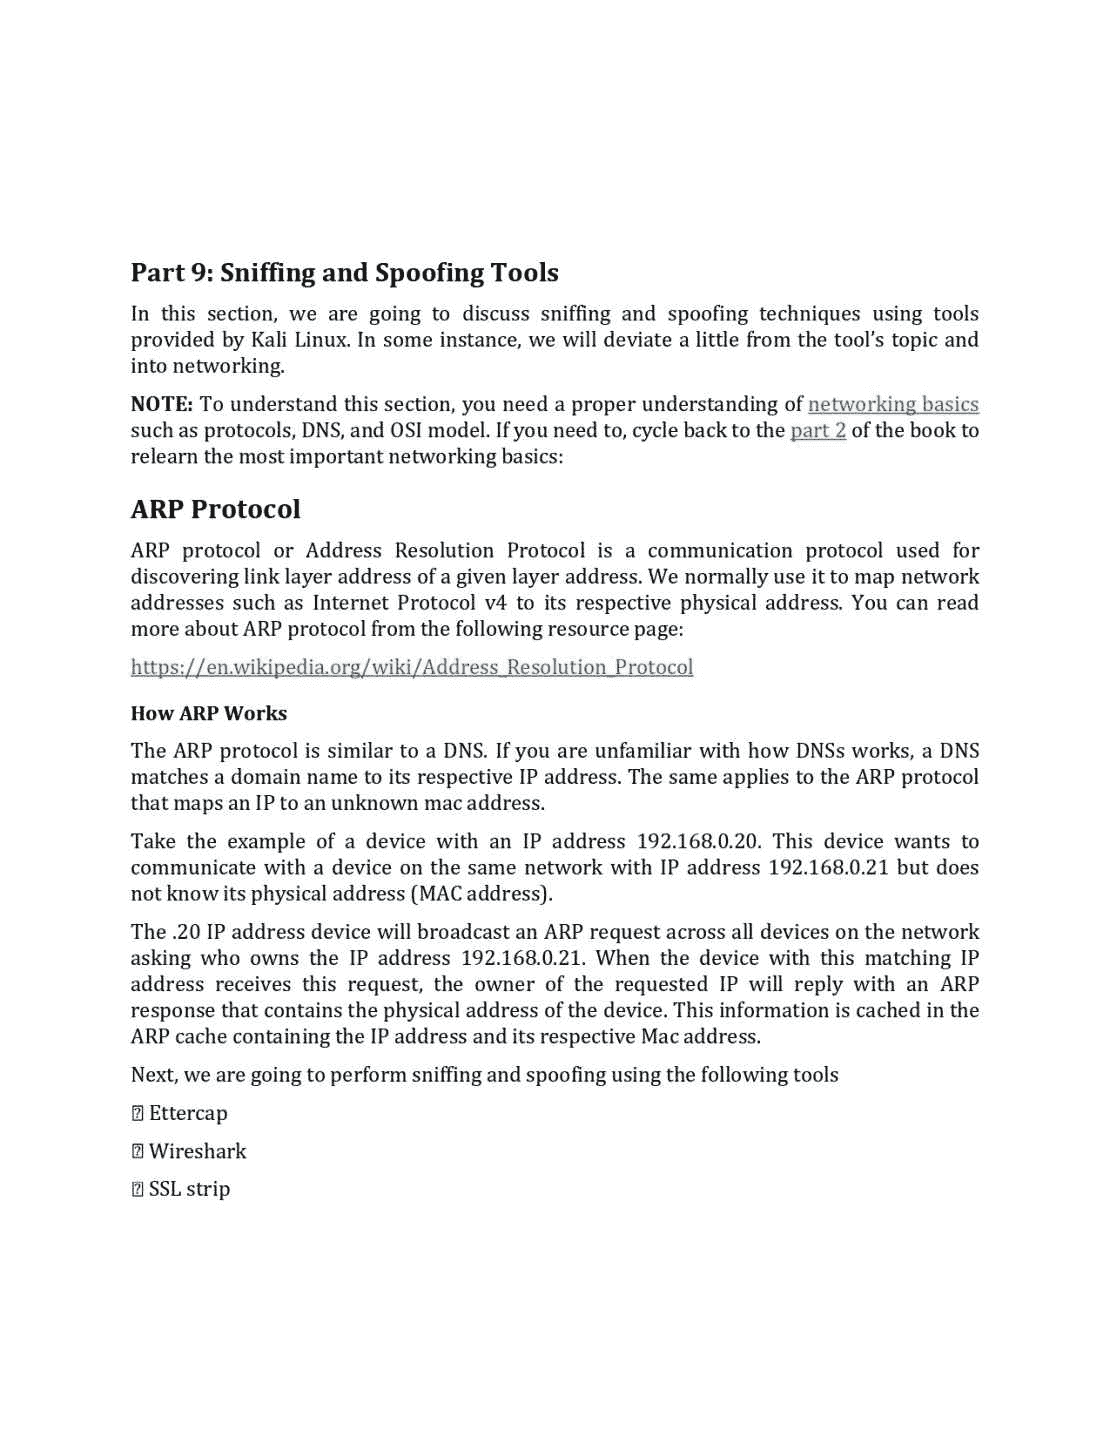 Part 9: Sniffing and Spoofing Tools
In this section, we are going to discuss sniffing and spoofing techniques using tools
provided by Kali Linux. In some instance, we will deviate a little from the tool’s topic and
into networking.
NOTE: To understand this section, you need a proper understanding of networking basics
such as protocols, DNS, and OSI model. If you need to, cycle back to the part 2 of the book to
relearn the most important networking basics:
ARP Protocol
ARP protocol or Address Resolution Protocol is a communication protocol used for
discovering link layer address of a given layer address. We normally use it to map network
addresses such as Internet Protocol v4 to its respective physical address. You can read
more about ARP protocol from the following resource page:
https://en.wikipedia.org/wiki/Address_Resolution_Protocol
How ARP Works
The ARP protocol is similar to a DNS. If you are unfamiliar with how DNSs works, a DNS
matches a domain name to its respective IP address. The same applies to the ARP protocol
that maps an IP to an unknown mac address.
Take the example of a device with an IP address 192.168.0.20. This device wants to
communicate with a device on the same network with IP address 192.168.0.21 but does
not know its physical address (MAC address).
The .20 IP address device will broadcast an ARP request across all devices on the network
asking who owns the IP address 192.168.0.21. When the device with this matching IP
address receives this request, the owner of the requested IP will reply with an ARP
response that contains the physical address of the device. This information is cached in the
ARP cache containing the IP address and its respective Mac address.
Next, we are going to perform sniffing and spoofing using the following tools
⍰ Ettercap
⍰ Wireshark
⍰ SSL strip